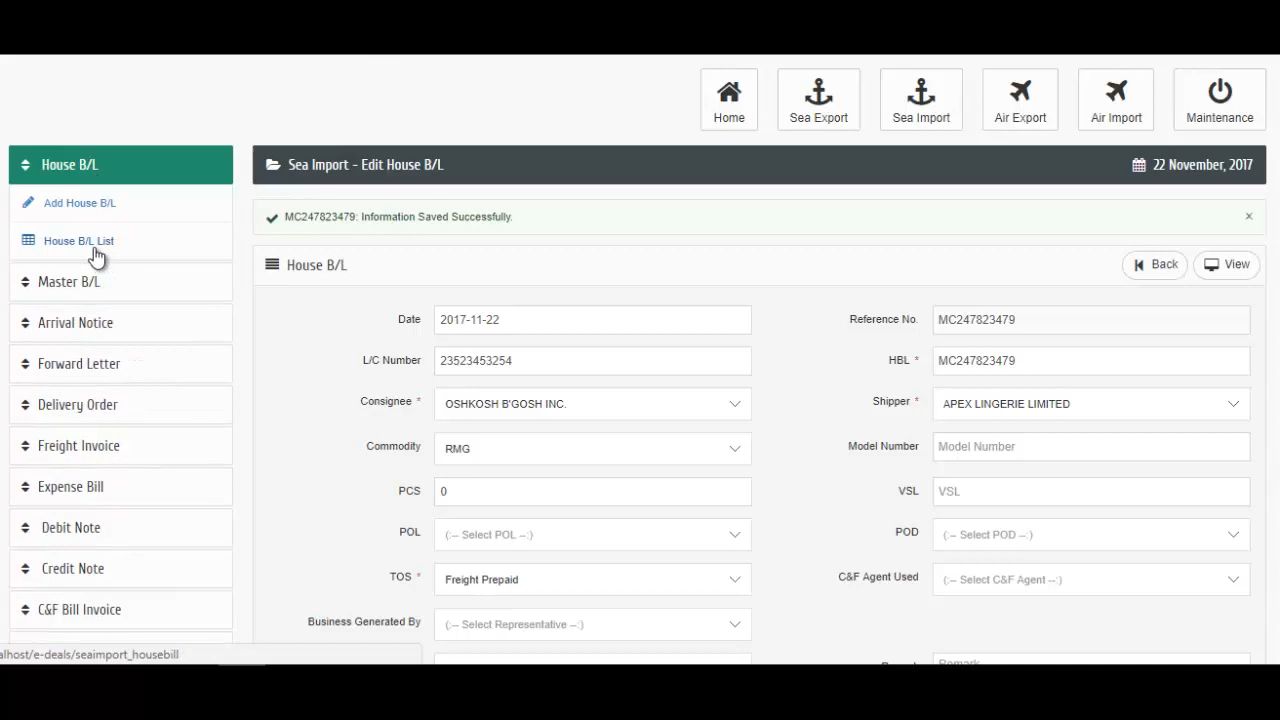 Home
Sea Export
Sea Import
Air Export
Air Import
Maintenance
House B/L
Add House B/L
House B/L List
Master B/L
Arrival Notice
Forward Letter
Delivery Order
Freight Invoice
Expense Bill
Debit Note
Credit Note
C&F Bill Invoice
Sea Import - Edit House B/L
22 November, 2017
MC247823479: Information Saved Successfully.
×
House B/L
Back
View
Date 2017-11-22
Reference No. MC247823479
L/C Number 23523453254
HBL * MC247823479
Consignee * OSHKOSH B'GOSH INC.
Shipper * APEX LINGERIE LIMITED
Commodity RMG
Model Number Model Number
PCS 0
VSL VSL
POL (:-- Select POL --:)
POD (:-- Select POD --:)
TOS * Freight Prepaid
C&F Agent Used (:-- Select C&F Agent --:)
Business Generated By (:-- Select Representative --:)
Remark
alhost/e-deals/seaimport_housebill